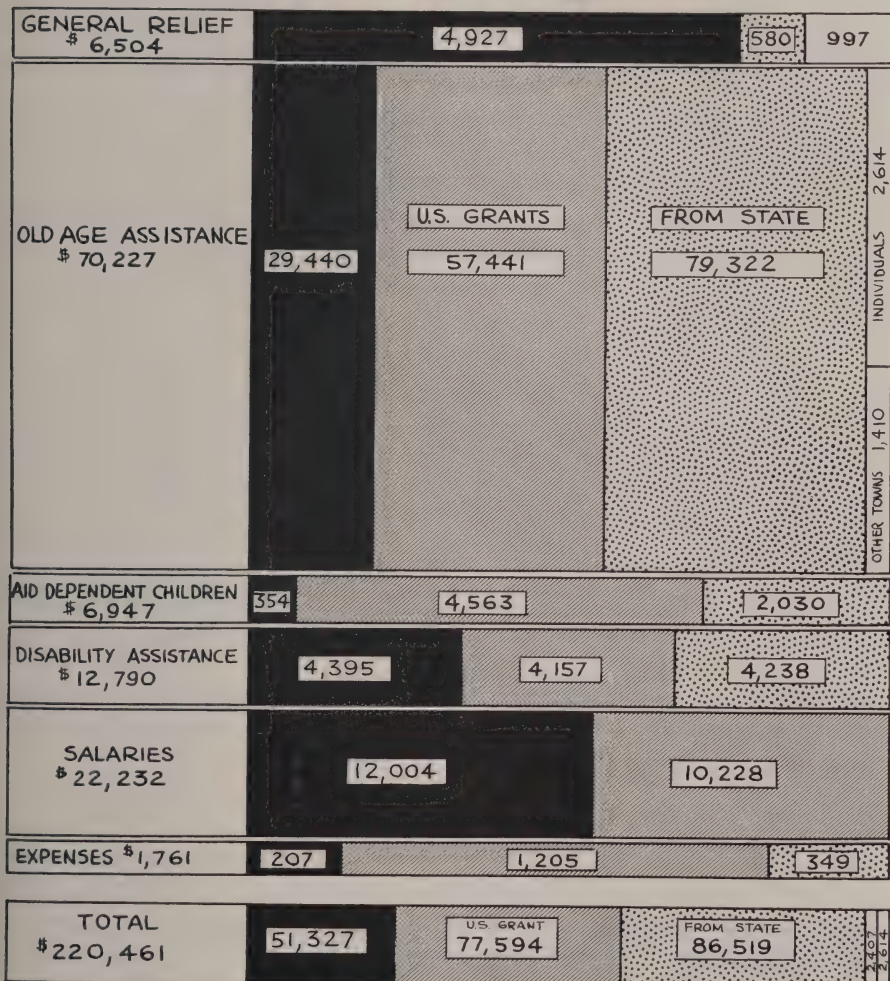 GENERAL RELIEF
$ 6,504
4,927
580
997
OLD AGE ASSISTANCE
$ 70,227
29,440
U.S. GRANTS
57,441
FROM STATE
79,322
INDIVIDUALS 2,614
OTHER TOWNS 1,410
AID DEPENDENT CHILDREN
$ 6,947
354
4,563
2,030
DISABILITY ASSISTANCE
$ 12,790
4,395
4,157
4,238
SALARIES
$ 22,232
12,004
10,228
EXPENSES $1,761
207
1,205
349
TOTAL
$220,461
51,327
U.S. GRANT
77,594
FROM STATE
86,519
2,407
2,614